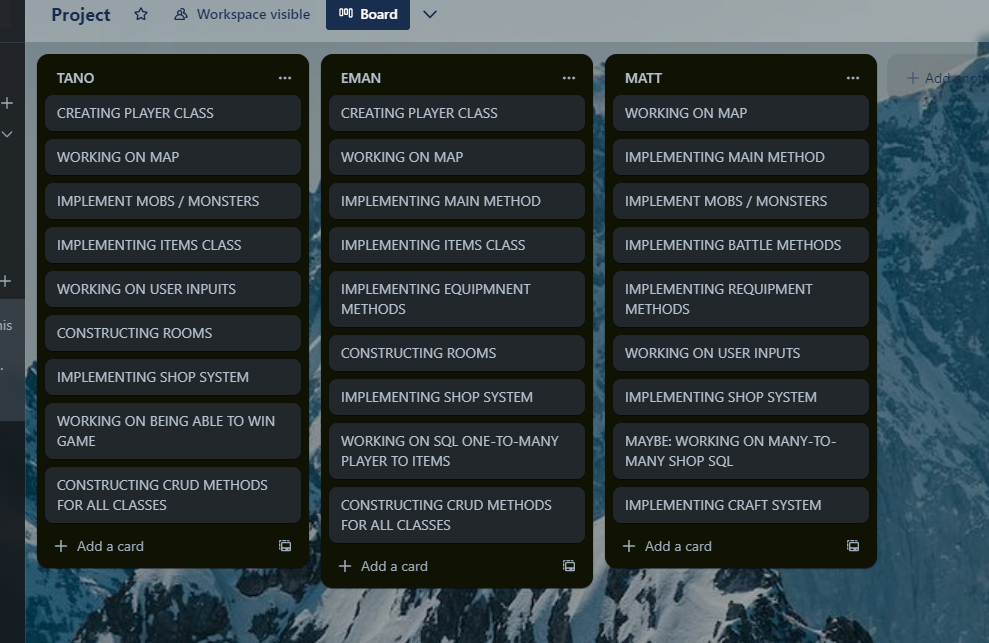 Project
Workspace visible
Board
TANO
CREATING PLAYER CLASS
WORKING ON MAP
IMPLEMENT MOBS / MONSTERS
IMPLEMENTING ITEMS CLASS
WORKING ON USER INPUITS
CONSTRUCTING ROOMS
IMPLEMENTING SHOP SYSTEM
WORKING ON BEING ABLE TO WIN
GAME
CONSTRUCTING CRUD METHODS
FOR ALL CLASSES
Add a card
EMAN
CREATING PLAYER CLASS
WORKING ON MAP
IMPLEMENTING MAIN METHOD
IMPLEMENTING ITEMS CLASS
IMPLEMENTING EQUIPMNENT
METHODS
CONSTRUCTING ROOMS
IMPLEMENTING SHOP SYSTEM
WORKING ON SQL ONE-TO-MANY
PLAYER TO ITEMS
CONSTRUCTING CRUD METHODS
FOR ALL CLASSES
Add a card
MATT
WORKING ON MAP
IMPLEMENTING MAIN METHOD
IMPLEMENT MOBS / MONSTERS
IMPLEMENTING BATTLE METHODS
IMPLEMENTING REQUIPMENT
METHODS
WORKING ON USER INPUTS
IMPLEMENTING SHOP SYSTEM
MAYBE: WORKING ON MANY-TO-
MANY SHOP SQL
IMPLEMENTING CRAFT SYSTEM
Add a card
Add